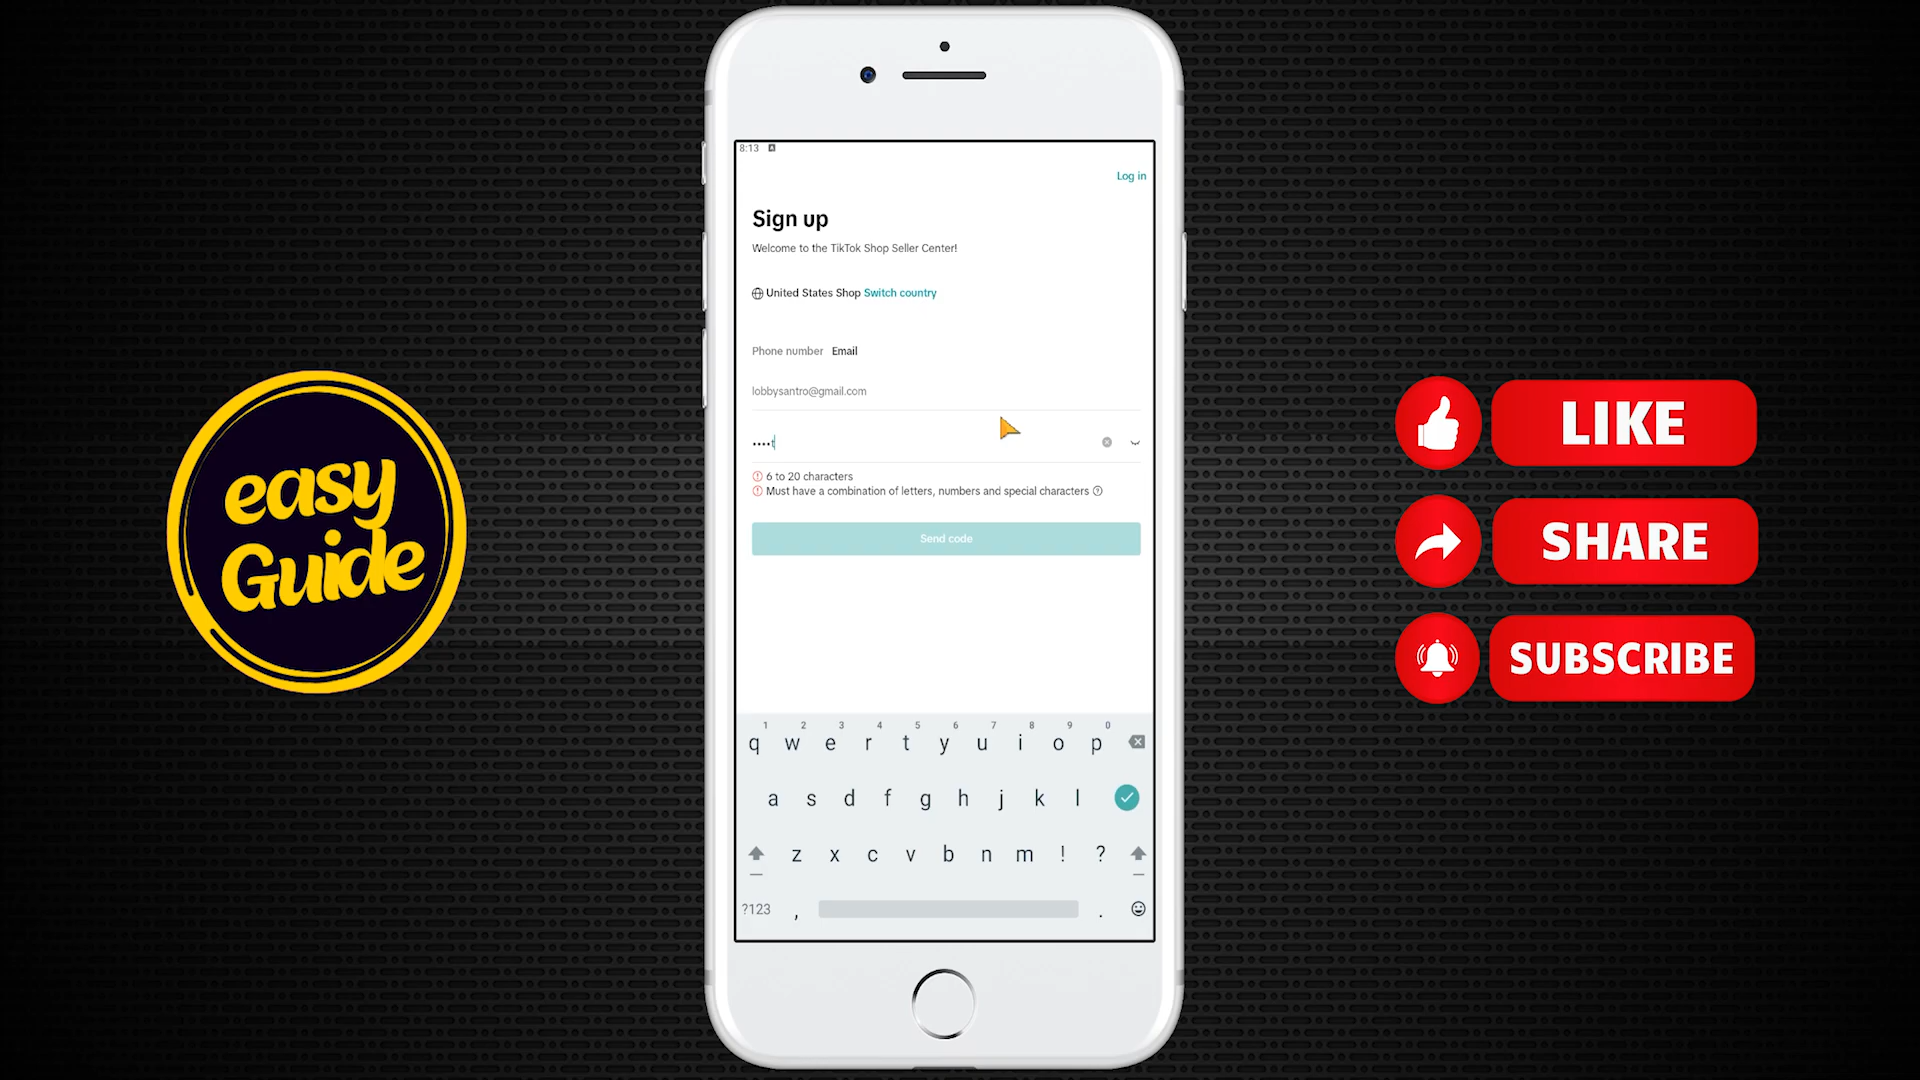 easy
Guide
8:13
Log in
Sign up
Welcome to the TikTok Shop Seller Center!
United States Shop Switch country
Phone number Email
lobbysantro@gmail.com
••••t
6 to 20 characters
Must have a combination of letters, numbers and special characters ?
Send code
1 2 3 4 5 6 7 8 9 0
q w e r t y u i o p
a s d f g h j k l
z x c v b n m ! ?
?123 , .
LIKE
SHARE
SUBSCRIBE